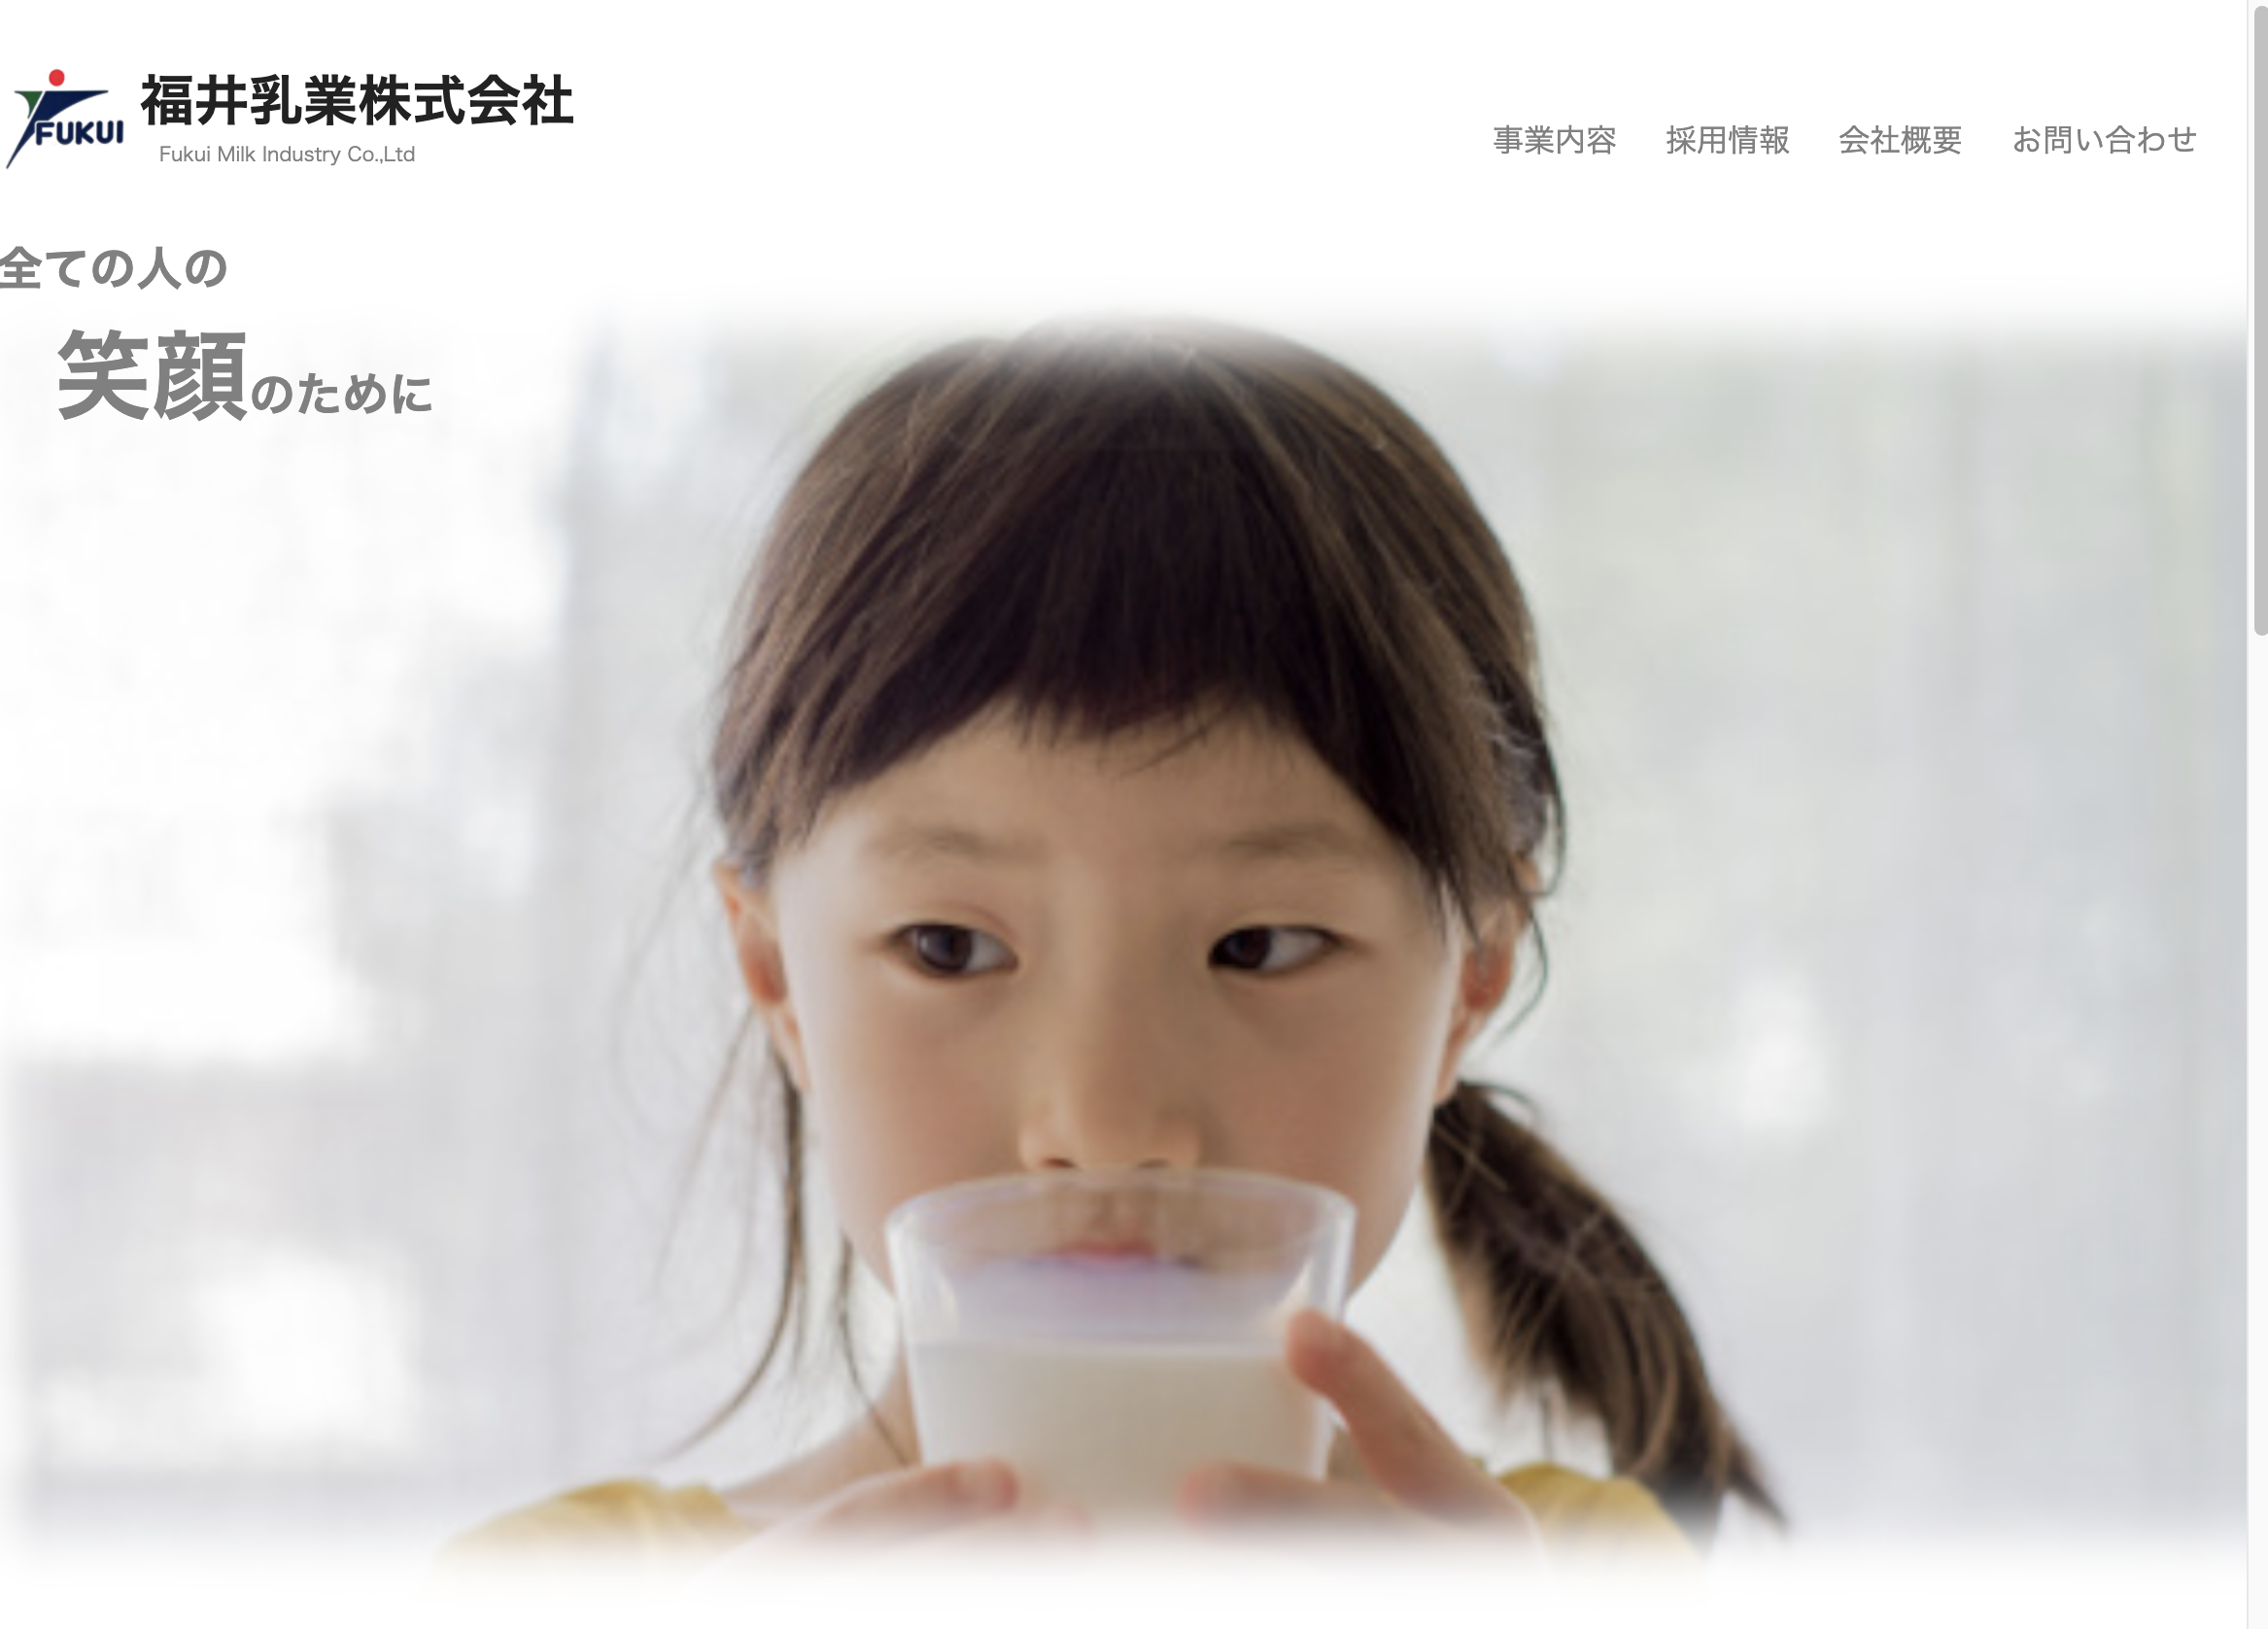 FUKUI
福井乳業株式会社
Fukui Milk Industry Co.,Ltd
事業内容 採用情報 会社概要 お問い合わせ
全ての人の
笑顔のために